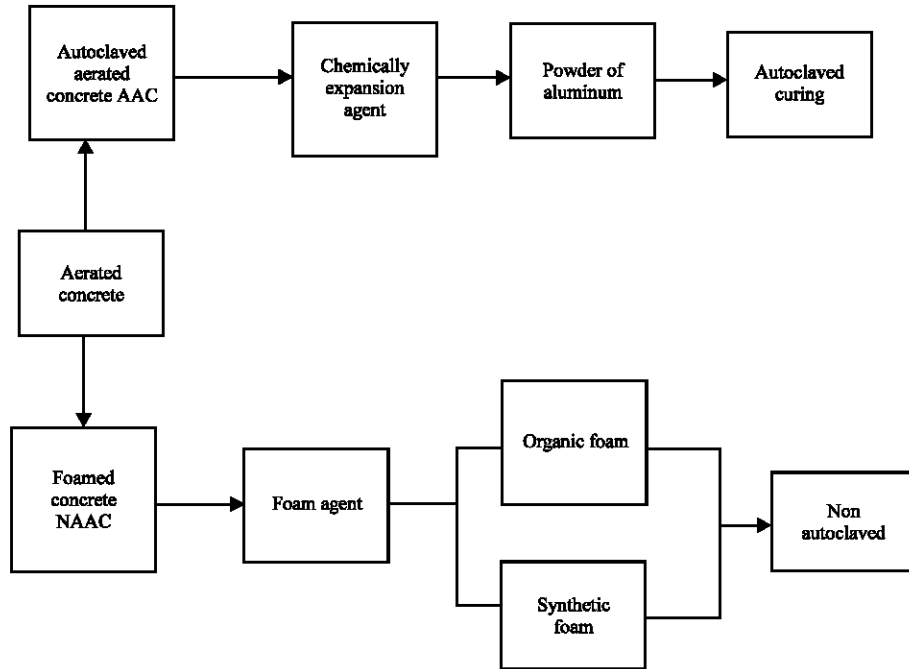 Autoclaved
aerated
concrete AAC
Chemically
expansion
agent
Powder of
aluminum
Autoclaved
curing
Aerated
concrete
Foamed
concrete
NAAC
Foam agent
Organic foam
Synthetic
foam
Non
autoclaved